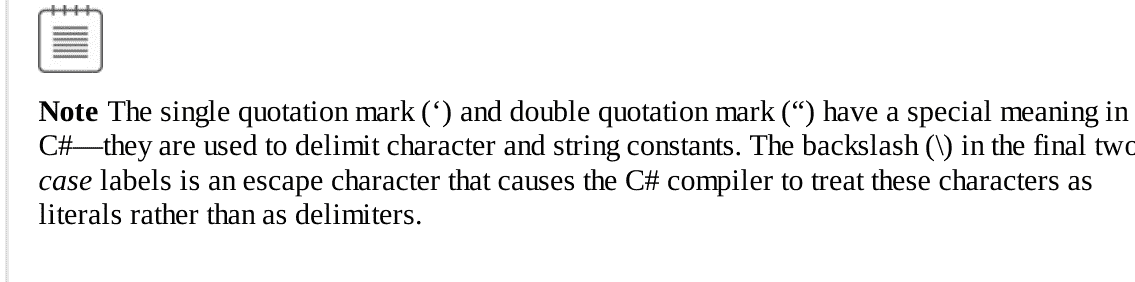 Note The single quotation mark (‘) and double quotation mark (“) have a special meaning in
C#—they are used to delimit character and string constants. The backslash (\) in the final two
case labels is an escape character that causes the C# compiler to treat these characters as
literals rather than as delimiters.